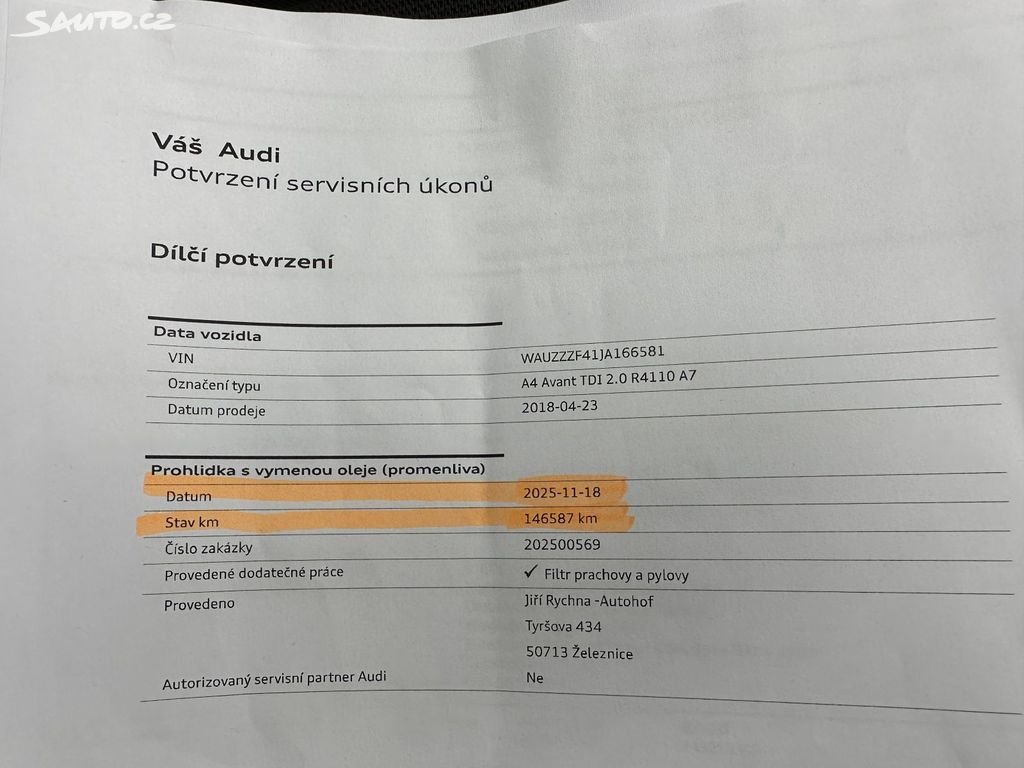 SAUTO.CZ
Váš Audi
Potvrzení servisních úkonů
Dílčí potvrzení
Data vozidla
VIN WAUZZZF41JA166581
Označení typu A4 Avant TDI 2.0 R4110 A7
Datum prodeje 2018-04-23
Prohlidka s vymenou oleje (promenliva)
Datum 2025-11-18
Stav km 146587 km
Číslo zakázky 202500569
Provedené dodatečné práce ✓ Filtr prachovy a pylovy
Provedeno Jiří Rychna -Autohof
Tyršova 434
50713 Železnice
Autorizovaný servisní partner Audi Ne